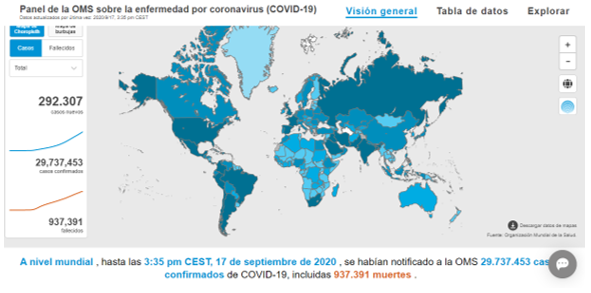 Panel de la OMS sobre la enfermedad por coronavirus (COVID-19)
Datos actualizados por última vez: 2020/9/17, 3:35 pm CEST
Visión general Tabla de datos Explorar
Mapa de Choropleth
Mapa de burbujas
Casos Fallecidos
Total
292.307
casos nuevos
29,737,453
casos confirmados
937,391
fallecidos
Descargar datos de mapas
Fuente: Organización Mundial de la Salud
A nivel mundial , hasta las 3:35 pm CEST, 17 de septiembre de 2020 , se habían notificado a la OMS 29.737.453
confirmados de COVID-19, incluidas 937.391 muertes .